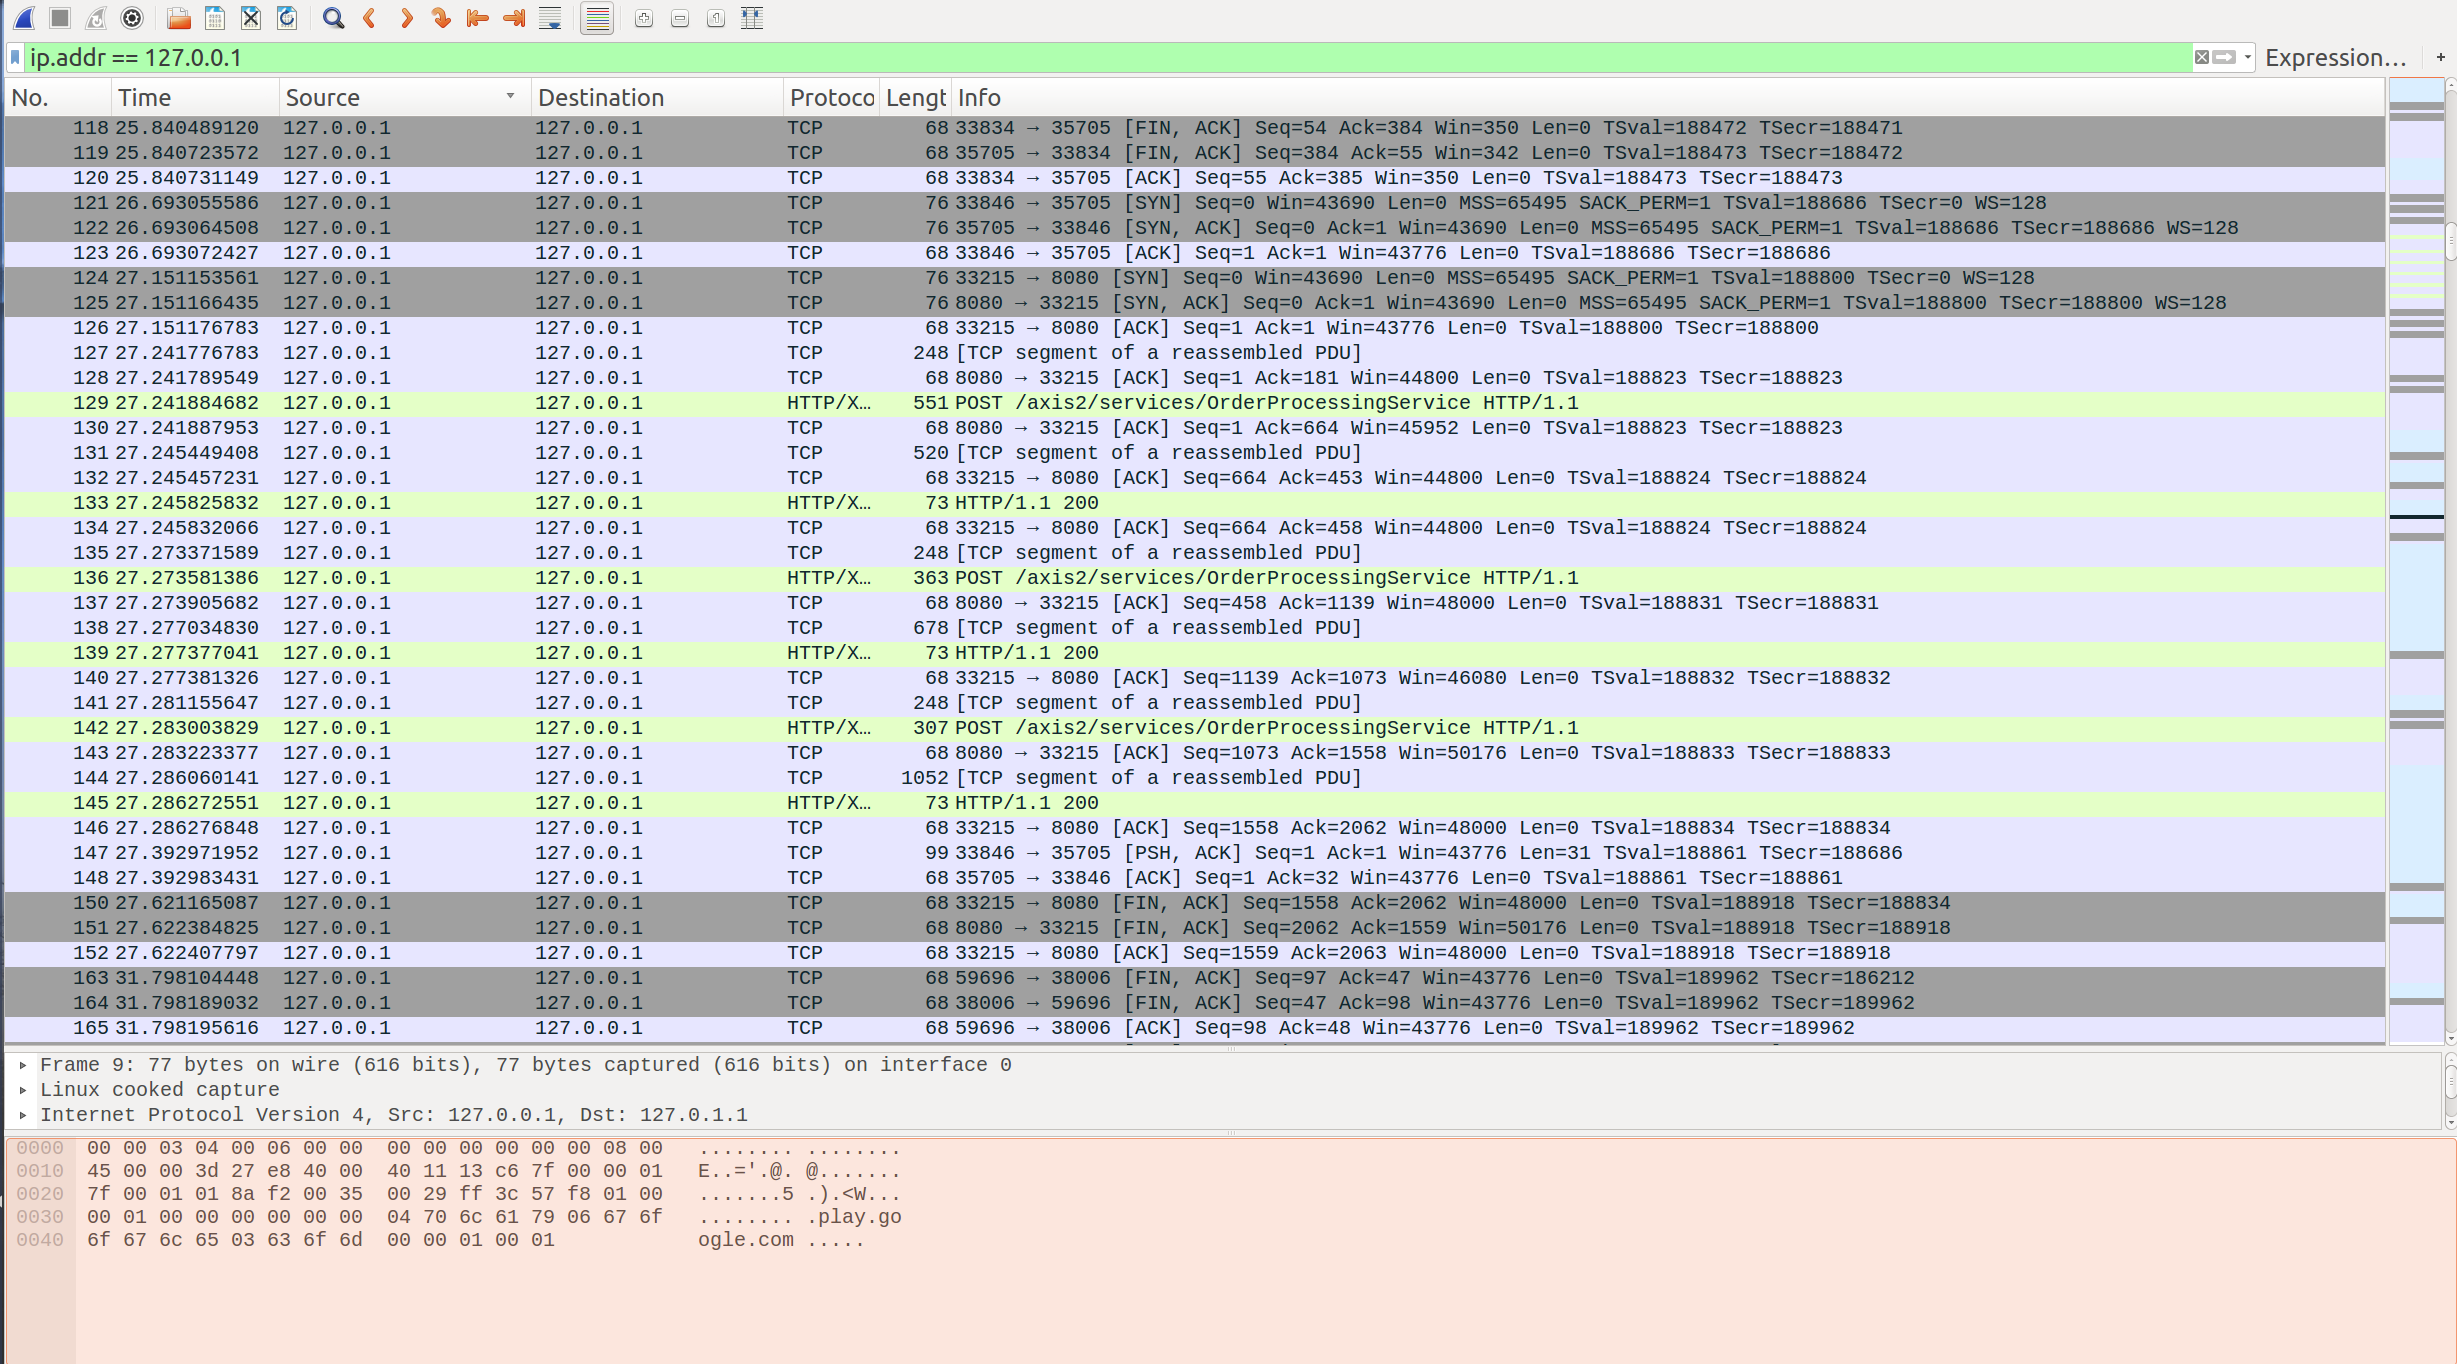 ip.addr == 127.0.0.1 Expression… +
No. Time Source Destination Protoco Lengt Info
118 25.840489120 127.0.0.1 127.0.0.1 TCP 68 33834 → 35705 [FIN, ACK] Seq=54 Ack=384 Win=350 Len=0 TSval=188472 TSecr=188471
119 25.840723572 127.0.0.1 127.0.0.1 TCP 68 35705 → 33834 [FIN, ACK] Seq=384 Ack=55 Win=342 Len=0 TSval=188473 TSecr=188472
120 25.840731149 127.0.0.1 127.0.0.1 TCP 68 33834 → 35705 [ACK] Seq=55 Ack=385 Win=350 Len=0 TSval=188473 TSecr=188473
121 26.693055586 127.0.0.1 127.0.0.1 TCP 76 33846 → 35705 [SYN] Seq=0 Win=43690 Len=0 MSS=65495 SACK_PERM=1 TSval=188686 TSecr=0 WS=128
122 26.693064508 127.0.0.1 127.0.0.1 TCP 76 35705 → 33846 [SYN, ACK] Seq=0 Ack=1 Win=43690 Len=0 MSS=65495 SACK_PERM=1 TSval=188686 TSecr=188686 WS=128
123 26.693072427 127.0.0.1 127.0.0.1 TCP 68 33846 → 35705 [ACK] Seq=1 Ack=1 Win=43776 Len=0 TSval=188686 TSecr=188686
124 27.151153561 127.0.0.1 127.0.0.1 TCP 76 33215 → 8080 [SYN] Seq=0 Win=43690 Len=0 MSS=65495 SACK_PERM=1 TSval=188800 TSecr=0 WS=128
125 27.151166435 127.0.0.1 127.0.0.1 TCP 76 8080 → 33215 [SYN, ACK] Seq=0 Ack=1 Win=43690 Len=0 MSS=65495 SACK_PERM=1 TSval=188800 TSecr=188800 WS=128
126 27.151176783 127.0.0.1 127.0.0.1 TCP 68 33215 → 8080 [ACK] Seq=1 Ack=1 Win=43776 Len=0 TSval=188800 TSecr=188800
127 27.241776783 127.0.0.1 127.0.0.1 TCP 248 [TCP segment of a reassembled PDU]
128 27.241789549 127.0.0.1 127.0.0.1 TCP 68 8080 → 33215 [ACK] Seq=1 Ack=181 Win=44800 Len=0 TSval=188823 TSecr=188823
129 27.241884682 127.0.0.1 127.0.0.1 HTTP/X… 551 POST /axis2/services/OrderProcessingService HTTP/1.1
130 27.241887953 127.0.0.1 127.0.0.1 TCP 68 8080 → 33215 [ACK] Seq=1 Ack=664 Win=45952 Len=0 TSval=188823 TSecr=188823
131 27.245449408 127.0.0.1 127.0.0.1 TCP 520 [TCP segment of a reassembled PDU]
132 27.245457231 127.0.0.1 127.0.0.1 TCP 68 33215 → 8080 [ACK] Seq=664 Ack=453 Win=44800 Len=0 TSval=188824 TSecr=188824
133 27.245825832 127.0.0.1 127.0.0.1 HTTP/X… 73 HTTP/1.1 200
134 27.245832066 127.0.0.1 127.0.0.1 TCP 68 33215 → 8080 [ACK] Seq=664 Ack=458 Win=44800 Len=0 TSval=188824 TSecr=188824
135 27.273371589 127.0.0.1 127.0.0.1 TCP 248 [TCP segment of a reassembled PDU]
136 27.273581386 127.0.0.1 127.0.0.1 HTTP/X… 363 POST /axis2/services/OrderProcessingService HTTP/1.1
137 27.273905682 127.0.0.1 127.0.0.1 TCP 68 8080 → 33215 [ACK] Seq=458 Ack=1139 Win=48000 Len=0 TSval=188831 TSecr=188831
138 27.277034830 127.0.0.1 127.0.0.1 TCP 678 [TCP segment of a reassembled PDU]
139 27.277377041 127.0.0.1 127.0.0.1 HTTP/X… 73 HTTP/1.1 200
140 27.277381326 127.0.0.1 127.0.0.1 TCP 68 33215 → 8080 [ACK] Seq=1139 Ack=1073 Win=46080 Len=0 TSval=188832 TSecr=188832
141 27.281155647 127.0.0.1 127.0.0.1 TCP 248 [TCP segment of a reassembled PDU]
142 27.283003829 127.0.0.1 127.0.0.1 HTTP/X… 307 POST /axis2/services/OrderProcessingService HTTP/1.1
143 27.283223377 127.0.0.1 127.0.0.1 TCP 68 8080 → 33215 [ACK] Seq=1073 Ack=1558 Win=50176 Len=0 TSval=188833 TSecr=188833
144 27.286060141 127.0.0.1 127.0.0.1 TCP 1052 [TCP segment of a reassembled PDU]
145 27.286272551 127.0.0.1 127.0.0.1 HTTP/X… 73 HTTP/1.1 200
146 27.286276848 127.0.0.1 127.0.0.1 TCP 68 33215 → 8080 [ACK] Seq=1558 Ack=2062 Win=48000 Len=0 TSval=188834 TSecr=188834
147 27.392971952 127.0.0.1 127.0.0.1 TCP 99 33846 → 35705 [PSH, ACK] Seq=1 Ack=1 Win=43776 Len=31 TSval=188861 TSecr=188686
148 27.392983431 127.0.0.1 127.0.0.1 TCP 68 35705 → 33846 [ACK] Seq=1 Ack=32 Win=43776 Len=0 TSval=188861 TSecr=188861
150 27.621165087 127.0.0.1 127.0.0.1 TCP 68 33215 → 8080 [FIN, ACK] Seq=1558 Ack=2062 Win=48000 Len=0 TSval=188918 TSecr=188834
151 27.622384825 127.0.0.1 127.0.0.1 TCP 68 8080 → 33215 [FIN, ACK] Seq=2062 Ack=1559 Win=50176 Len=0 TSval=188918 TSecr=188918
152 27.622407797 127.0.0.1 127.0.0.1 TCP 68 33215 → 8080 [ACK] Seq=1559 Ack=2063 Win=48000 Len=0 TSval=188918 TSecr=188918
163 31.798104448 127.0.0.1 127.0.0.1 TCP 68 59696 → 38006 [FIN, ACK] Seq=97 Ack=47 Win=43776 Len=0 TSval=189962 TSecr=186212
164 31.798189032 127.0.0.1 127.0.0.1 TCP 68 38006 → 59696 [FIN, ACK] Seq=47 Ack=98 Win=43776 Len=0 TSval=189962 TSecr=189962
165 31.798195616 127.0.0.1 127.0.0.1 TCP 68 59696 → 38006 [ACK] Seq=98 Ack=48 Win=43776 Len=0 TSval=189962 TSecr=189962
Frame 9: 77 bytes on wire (616 bits), 77 bytes captured (616 bits) on interface 0
Linux cooked capture
Internet Protocol Version 4, Src: 127.0.0.1, Dst: 127.0.1.1
0000 00 00 03 04 00 06 00 00 00 00 00 00 00 00 08 00 ........ ........
0010 45 00 00 3d 27 e8 40 00 40 11 13 c6 7f 00 00 01 E..='.@. @.......
0020 7f 00 01 01 8a f2 00 35 00 29 ff 3c 57 f8 01 00 .......5 .).<W...
0030 00 01 00 00 00 00 00 00 04 70 6c 61 79 06 67 6f ........ .play.go
0040 6f 67 6c 65 03 63 6f 6d 00 00 01 00 01 ogle.com .....